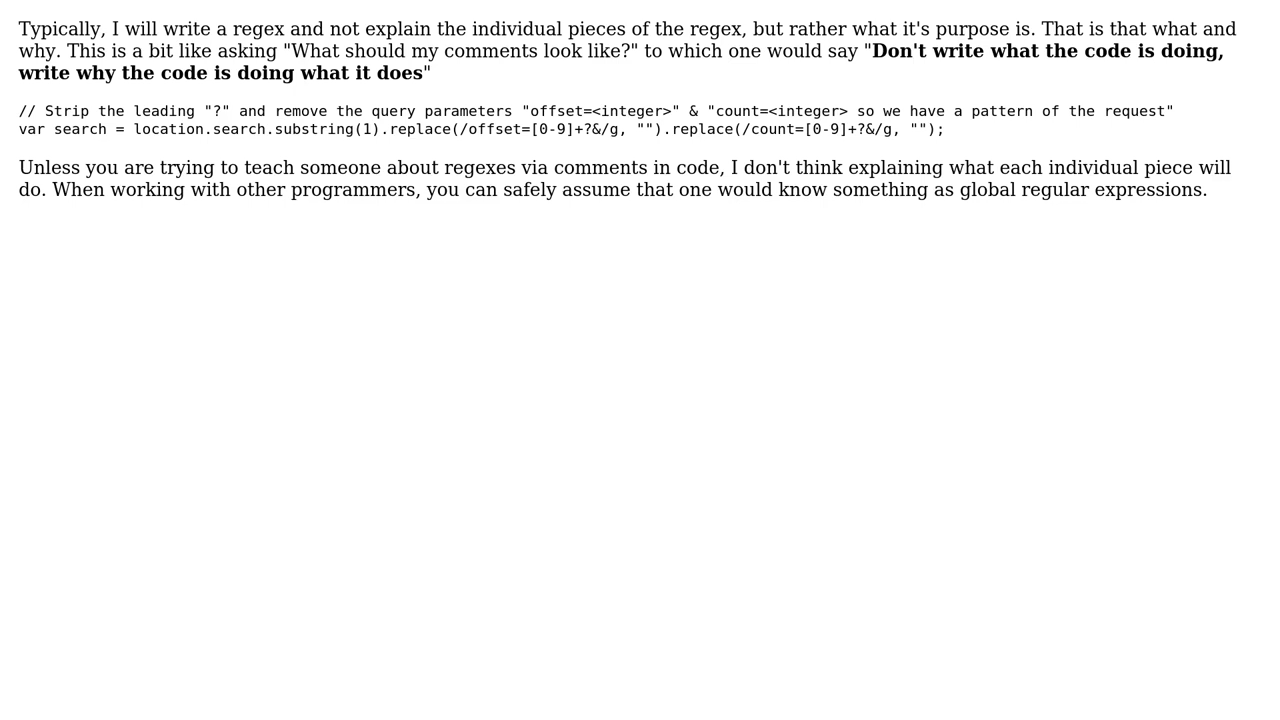 Typically, I will write a regex and not explain the individual pieces of the regex, but rather what it's purpose is. That is that what and
why. This is a bit like asking "What should my comments look like?" to which one would say "Don't write what the code is doing,
write why the code is doing what it does"
// Strip the leading "?" and remove the query parameters "offset=<integer>" & "count=<integer> so we have a pattern of the request"
var search = location.search.substring(1).replace(/offset=[0-9]+?&/g, "").replace(/count=[0-9]+?&/g, "");
Unless you are trying to teach someone about regexes via comments in code, I don't think explaining what each individual piece will
do. When working with other programmers, you can safely assume that one would know something as global regular expressions.